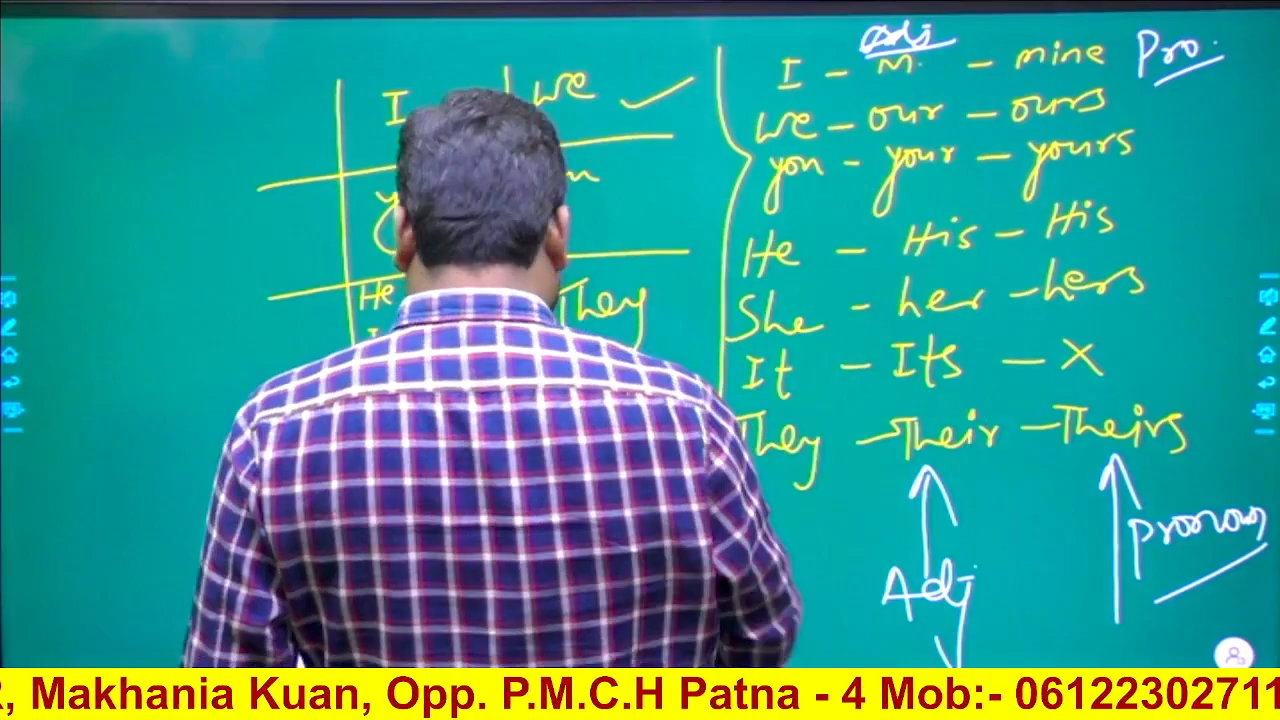 I we
He They
Adj
I - M. - mine Pro.
we - our - ours
you - your - yours
He - His - His
She - her - hers
It - Its - X
They - Their - Theirs
Adj
pronoun
, Makhania Kuan, Opp. P.M.C.H Patna - 4 Mob:- 06122302711